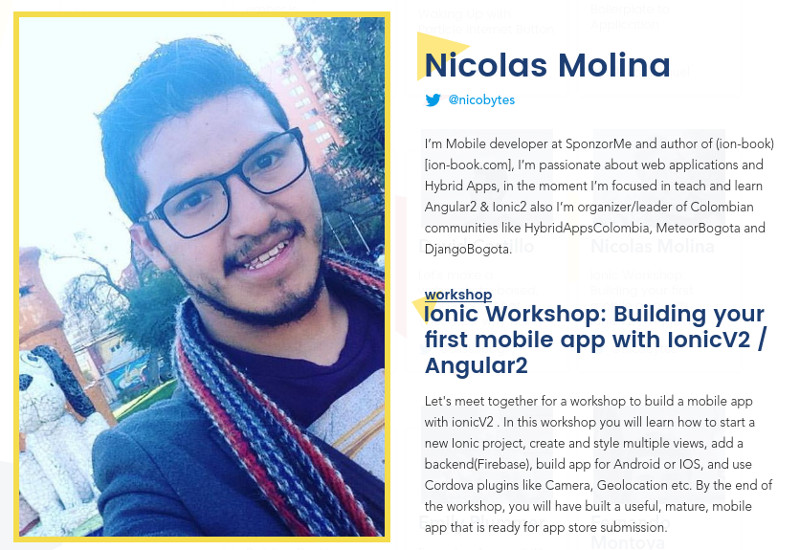 Nicolas Molina
@nicobytes
I'm Mobile developer at SponzorMe and author of (ion-book)
[ion-book.com], I'm passionate about web applications and
Hybrid Apps, in the moment I'm focused in teach and learn
Angular2 & Ionic2 also I'm organizer/leader of Colombian
communities like HybridAppsColombia, MeteorBogota and
DjangoBogota.
Nicolas Molina
workshop
Ionic Workshop: Building your
first mobile app with IonicV2 /
Angular2
Let's meet together for a workshop to build a mobile app
with ionicV2 . In this workshop you will learn how to start a
new Ionic project, create and style multiple views, add a
backend(Firebase), build app for Android or IOS, and use
Cordova plugins like Camera, Geolocation etc. By the end of
the workshop, you will have built a useful, mature, mobile
app that is ready for app store submission.
Montoya